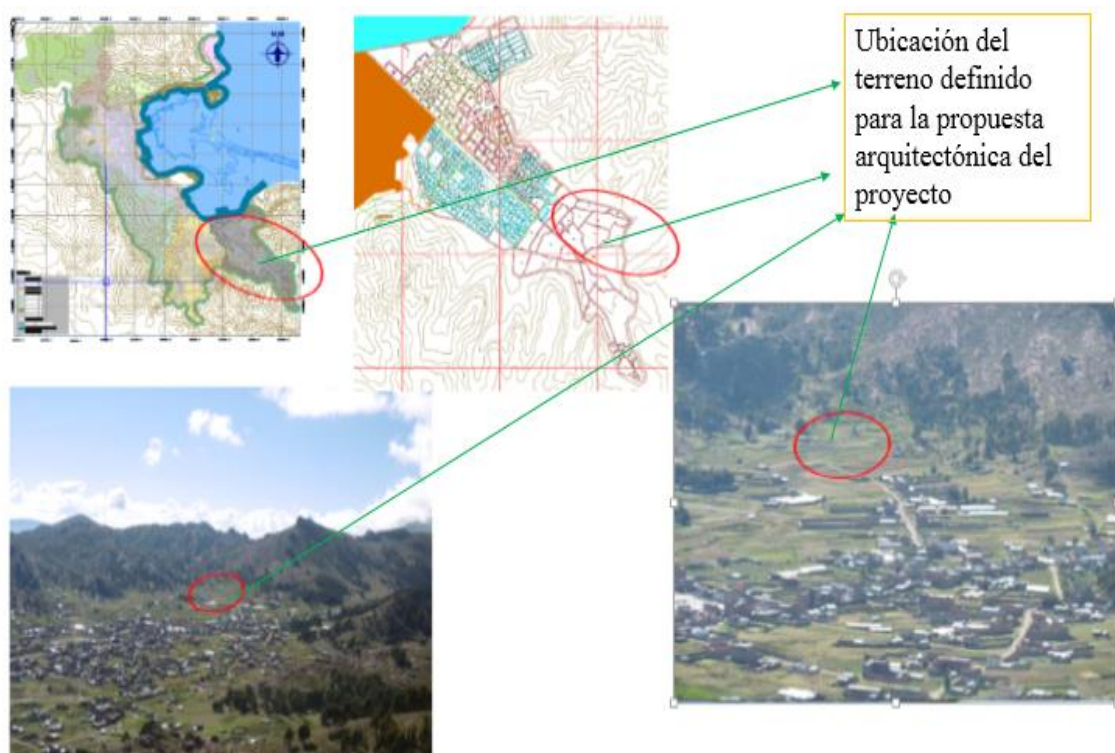 Ubicación del
terreno definido
para la propuesta
arquitectónica del
proyecto